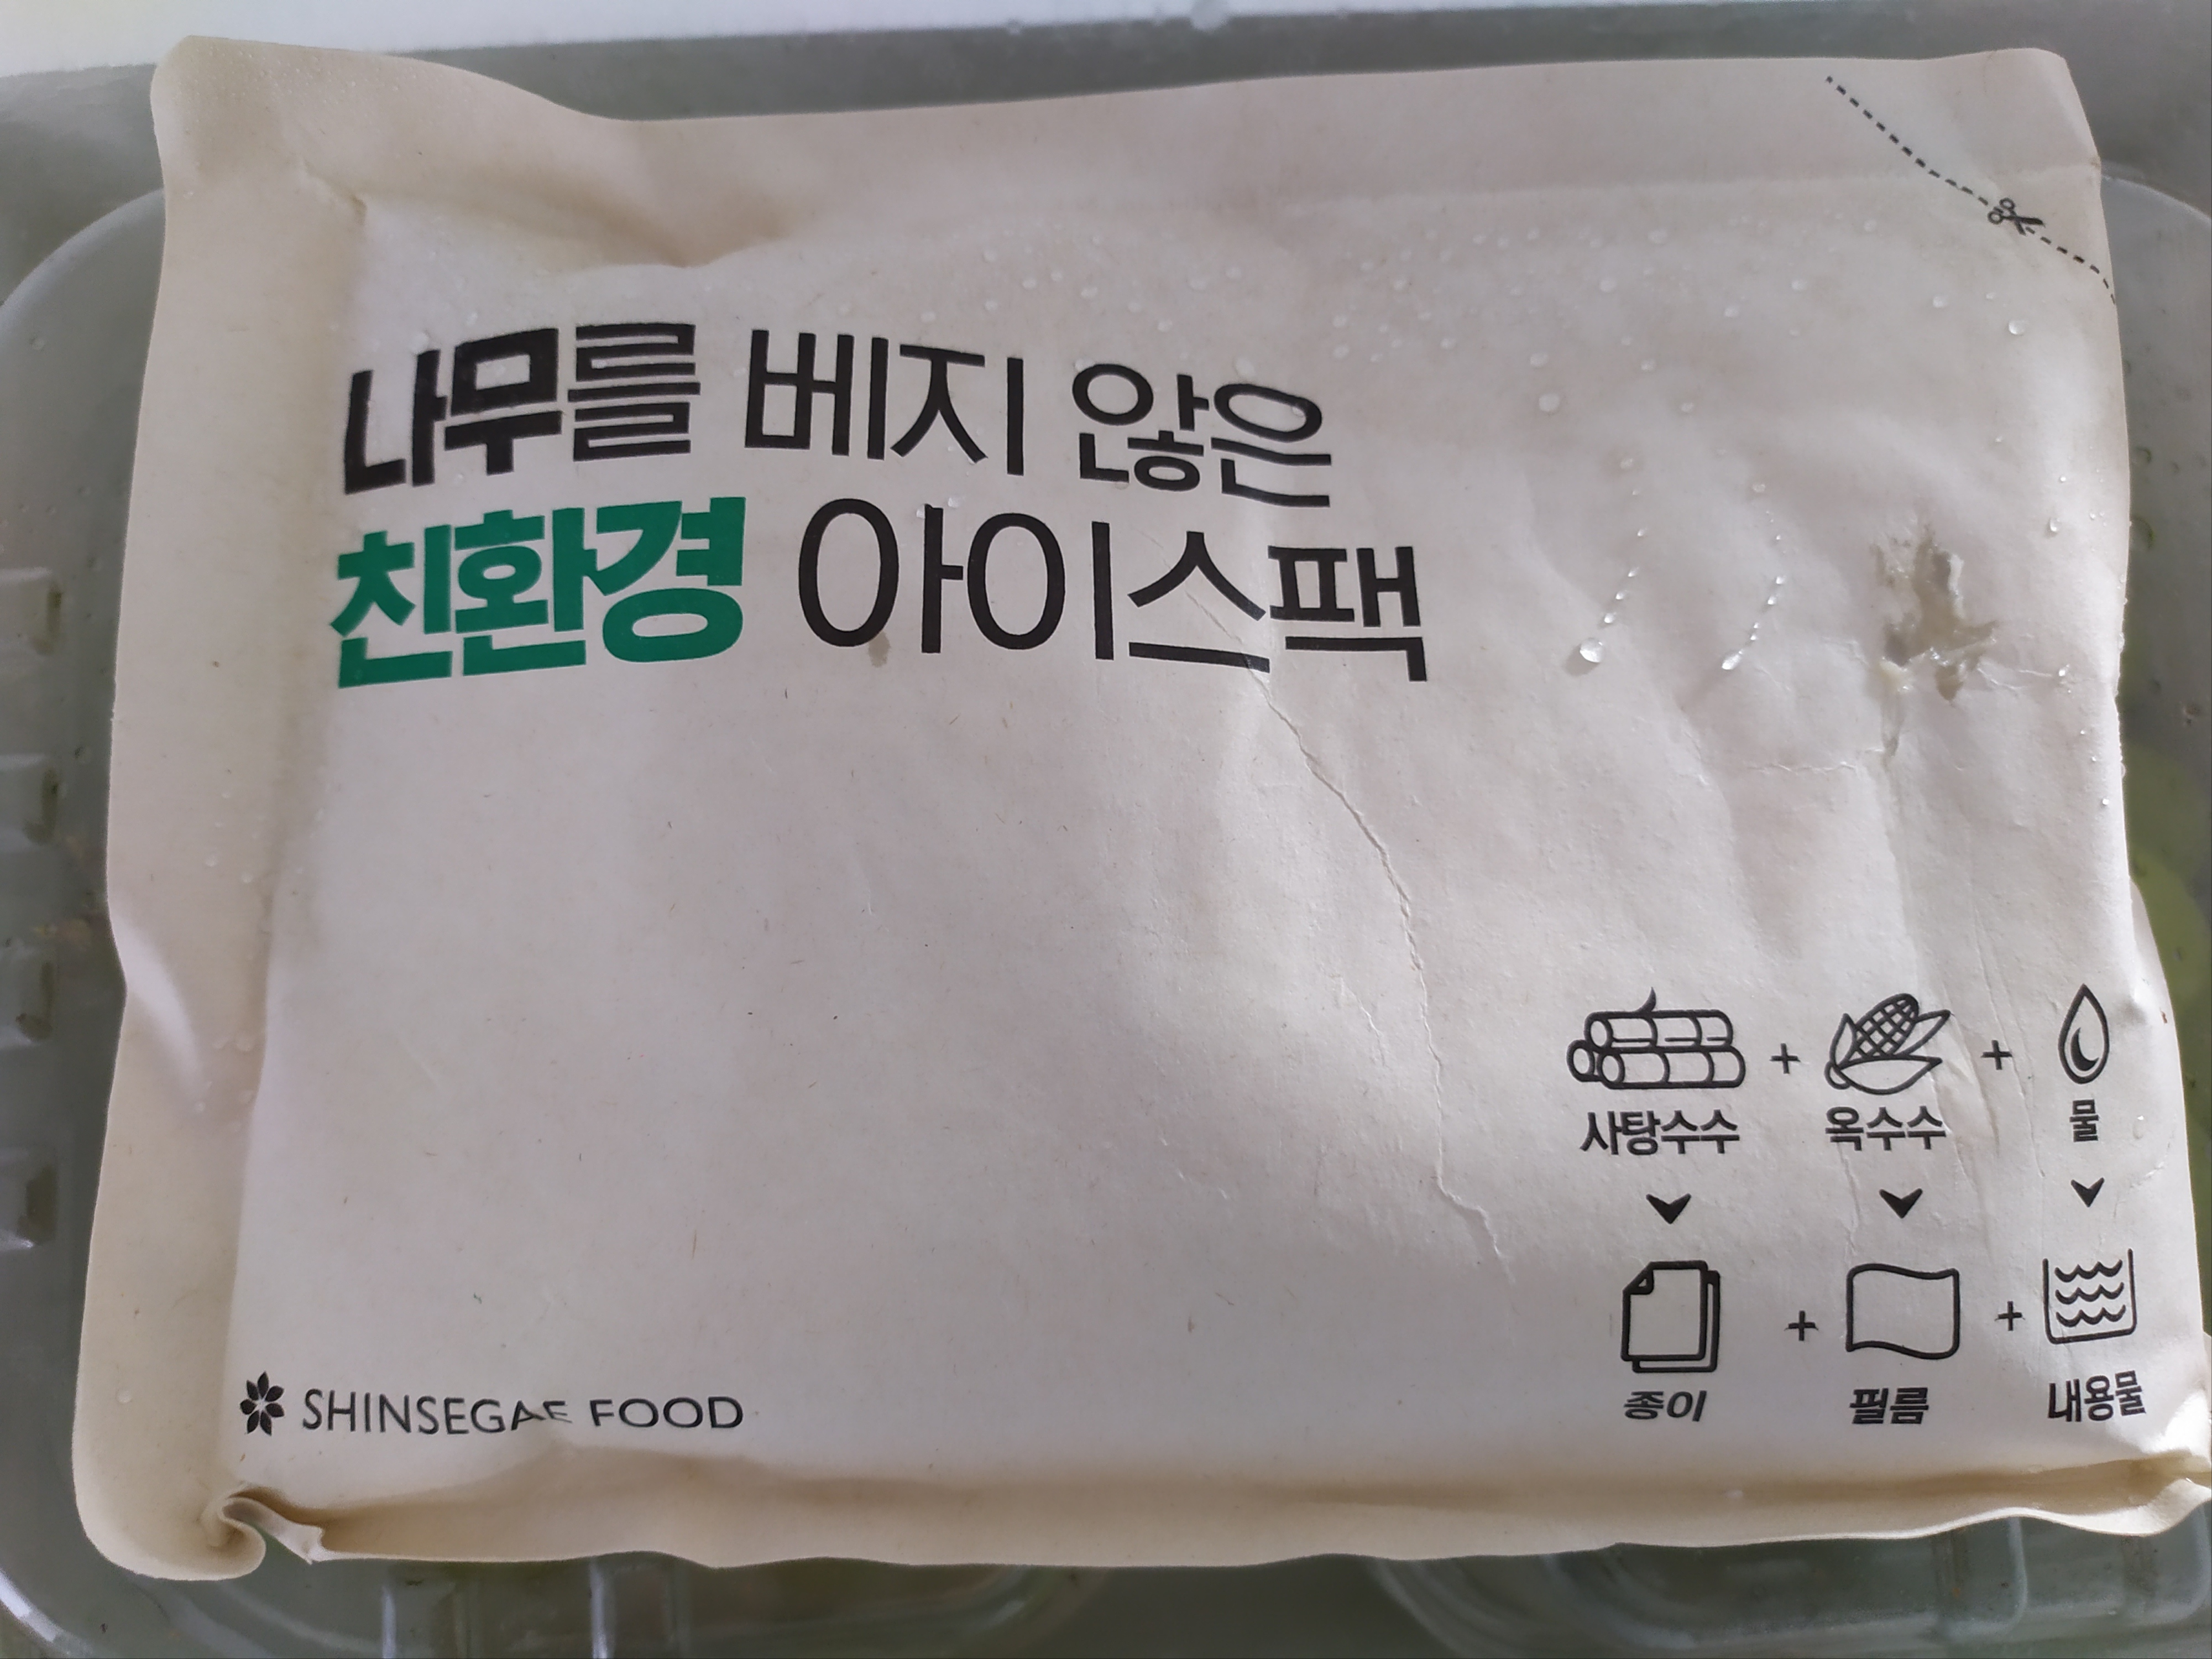 나무를 베지 않은
친환경 아이스팩
사탕수수 + 옥수수 + 물
종이 + 필름 + 내용물
SHINSEGAE FOOD